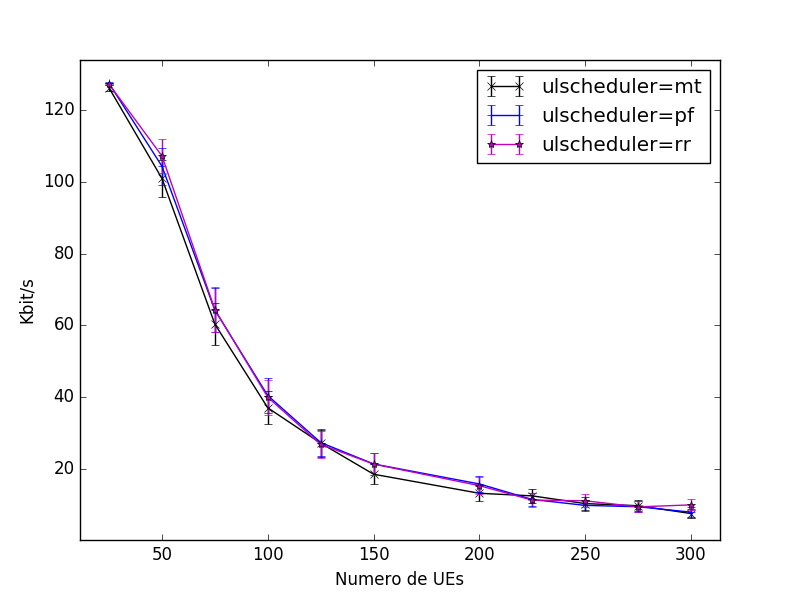 ulscheduler=mt
ulscheduler=pf
ulscheduler=rr
120
100
80
60
40
20
Kbit/s
50 100 150 200 250 300
Numero de UEs